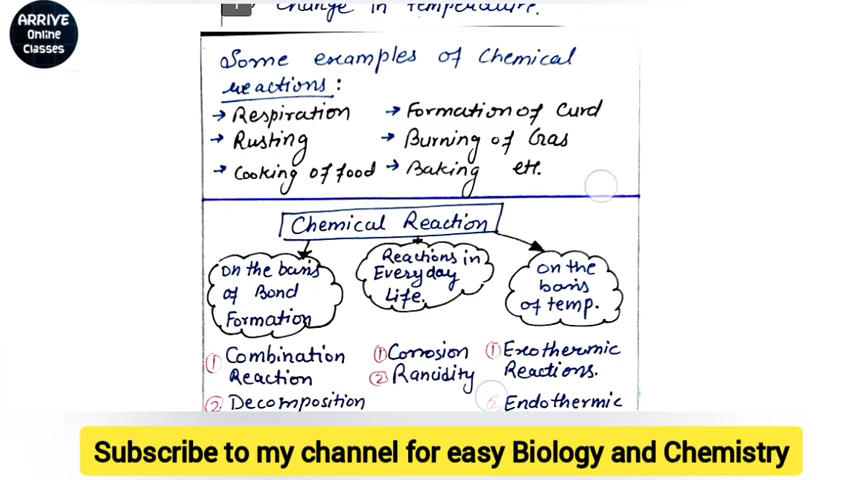 ARRIVE
Online
Classes
Change in Temperature.
Some examples of Chemical
reactions:
→ Respiration → Formation of Curd
→ Rusting → Burning of Gas
→ Cooking of food → Baking etc.
Chemical Reaction
On the basis
of Bond
Formation
Reactions in
Everyday
Life.
on the
basis
of temp.
① Combination
Reaction
② Decomposition
① Corrosion
② Rancidity
① Exothermic
Reactions.
② Endothermic
Subscribe to my channel for easy Biology and Chemistry